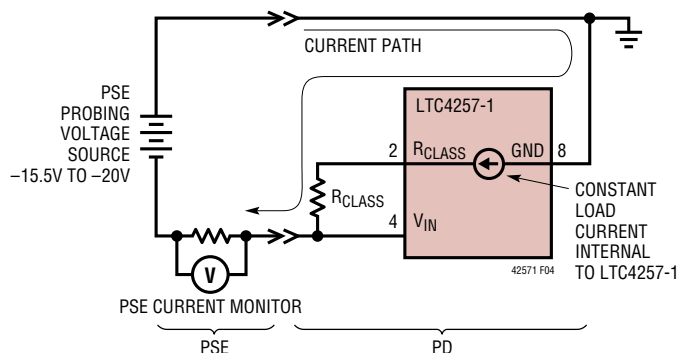 CURRENT PATH
PSE
PROBING
VOLTAGE
SOURCE
–15.5V TO –20V
LTC4257-1
2
RCLASS
GND
8
RCLASS
4
VIN
CONSTANT
LOAD
CURRENT
INTERNAL
TO LTC4257-1
42571 F04
V
PSE CURRENT MONITOR
PSE
PD